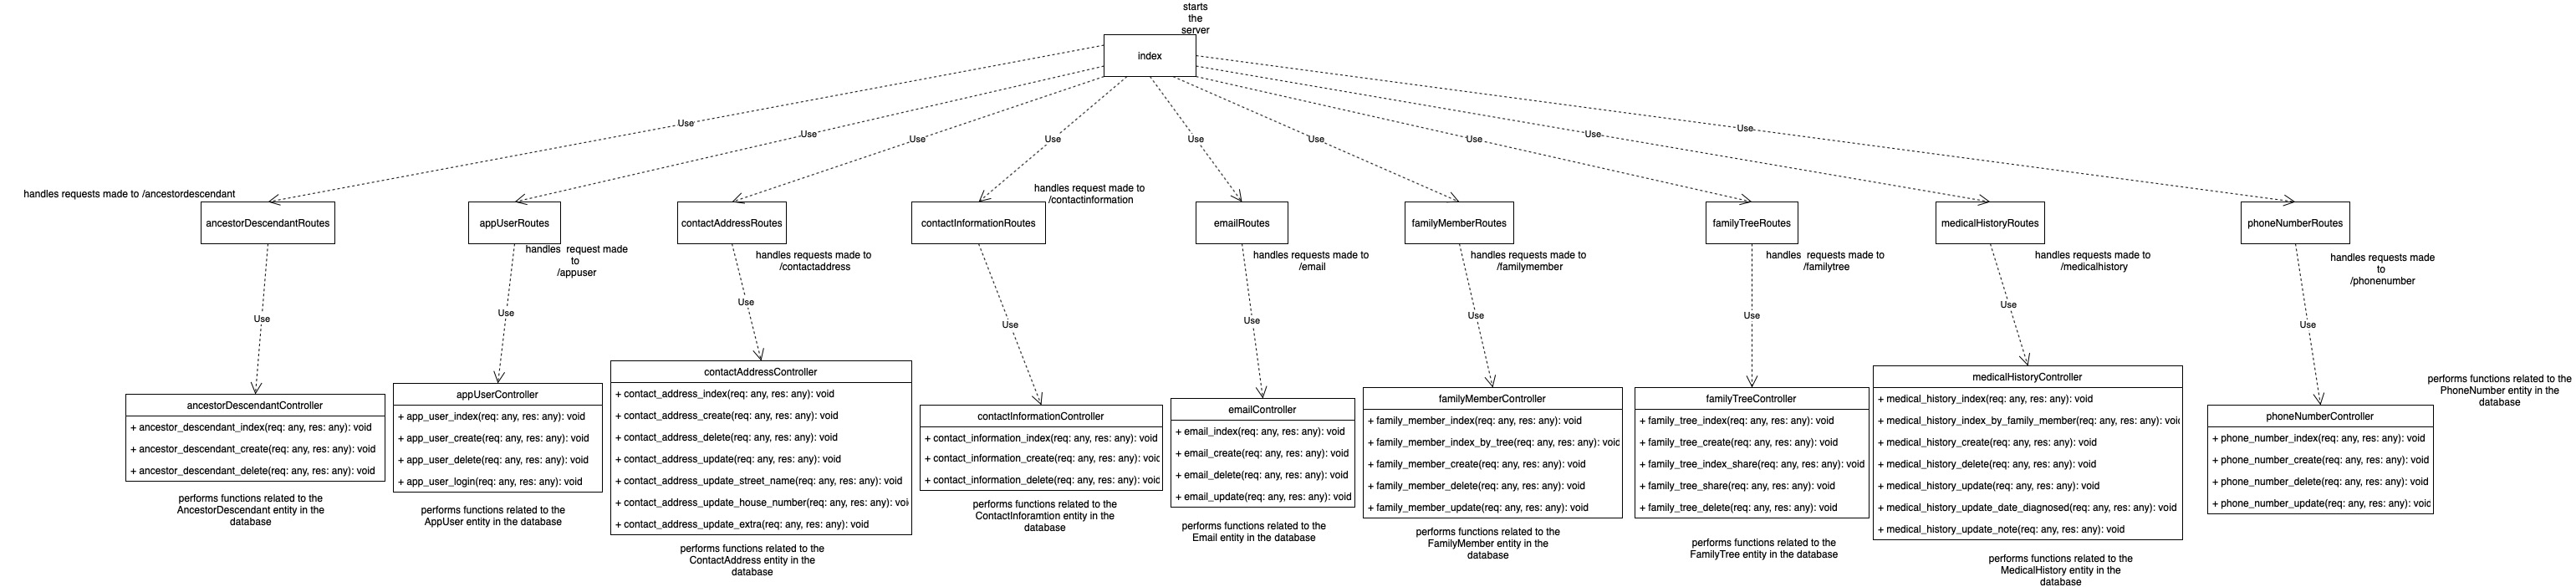 starts
the
server
index
Use
Use
Use
Use
Use
Use
Use
Use
Use
handles requests made to /ancestordescendant
ancestorDescendantRoutes
appUserRoutes
handles  request made
to
/appuser
contactAddressRoutes
handles requests made to
/contactaddress
handles request made to
/contactinformation
contactInformationRoutes
emailRoutes
handles requests made to
/email
familyMemberRoutes
handles requests made to
/familymember
familyTreeRoutes
handles  requests made to
/familytree
medicalHistoryRoutes
handles requests made to
/medicalhistory
phoneNumberRoutes
handles requests made
to
/phonenumber
Use
Use
Use
Use
Use
Use
Use
Use
Use
ancestorDescendantController
+ ancestor_descendant_index(req: any, res: any): void
+ ancestor_descendant_create(req: any, res: any): void
+ ancestor_descendant_delete(req: any, res: any): void
performs functions related to the
AncestorDescendant entity in the
database
appUserController
+ app_user_index(req: any, res: any): void
+ app_user_create(req: any, res: any): void
+ app_user_delete(req: any, res: any): void
+ app_user_login(req: any, res: any): void
performs functions related to the
AppUser entity in the database
contactAddressController
+ contact_address_index(req: any, res: any): void
+ contact_address_create(req: any, res: any): void
+ contact_address_delete(req: any, res: any): void
+ contact_address_update(req: any, res: any): void
+ contact_address_update_street_name(req: any, res: any): void
+ contact_address_update_house_number(req: any, res: any): voi
+ contact_address_update_extra(req: any, res: any): void
performs functions related to the
ContactAddress entity in the
database
contactInformationController
+ contact_information_index(req: any, res: any): void
+ contact_information_create(req: any, res: any): void
+ contact_information_delete(req: any, res: any): void
performs functions related to the
ContactInforamtion entity in the
database
emailController
+ email_index(req: any, res: any): void
+ email_create(req: any, res: any): void
+ email_delete(req: any, res: any): void
+ email_update(req: any, res: any): void
performs functions related to the
Email entity in the database
familyMemberController
+ family_member_index(req: any, res: any): void
+ family_member_index_by_tree(req: any, res: any): void
+ family_member_create(req: any, res: any): void
+ family_member_delete(req: any, res: any): void
+ family_member_update(req: any, res: any): void
performs functions related to the
FamilyMember entity in the
database
familyTreeController
+ family_tree_index(req: any, res: any): void
+ family_tree_create(req: any, res: any): void
+ family_tree_index_share(req: any, res: any): void
+ family_tree_share(req: any, res: any): void
+ family_tree_delete(req: any, res: any): void
performs functions related to the
FamilyTree entity in the database
medicalHistoryController
+ medical_history_index(req: any, res: any): void
+ medical_history_index_by_family_member(req: any, res: any): voi
+ medical_history_create(req: any, res: any): void
+ medical_history_delete(req: any, res: any): void
+ medical_history_update(req: any, res: any): void
+ medical_history_update_date_diagnosed(req: any, res: any): void
+ medical_history_update_note(req: any, res: any): void
performs functions related to the
MedicalHistory entity in the
database
performs functions related to the
PhoneNumber entity in the
database
phoneNumberController
+ phone_number_index(req: any, res: any): void
+ phone_number_create(req: any, res: any): void
+ phone_number_delete(req: any, res: any): void
+ phone_number_update(req: any, res: any): void